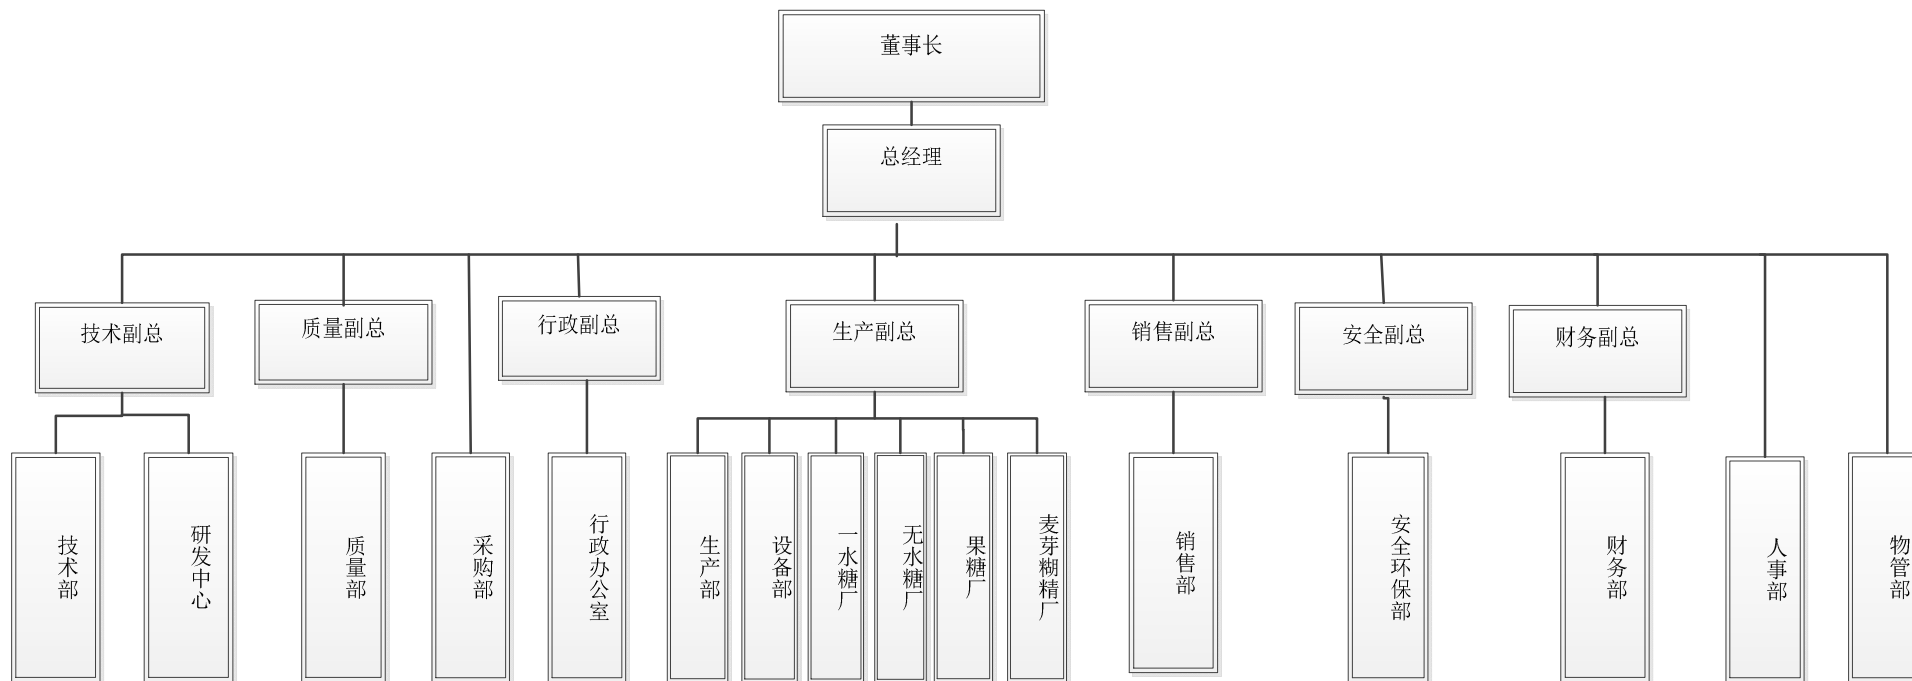 董事长
总经理
技术副总
质量副总
行政副总
生产副总
销售副总
安全副总
财务副总
技术部
研发中心
质量部
采购部
行政办公室
生产部
设备部
一水糖厂
无水糖厂
果糖厂
麦芽糊精厂
销售部
安全环保部
财务部
人事部
物管部